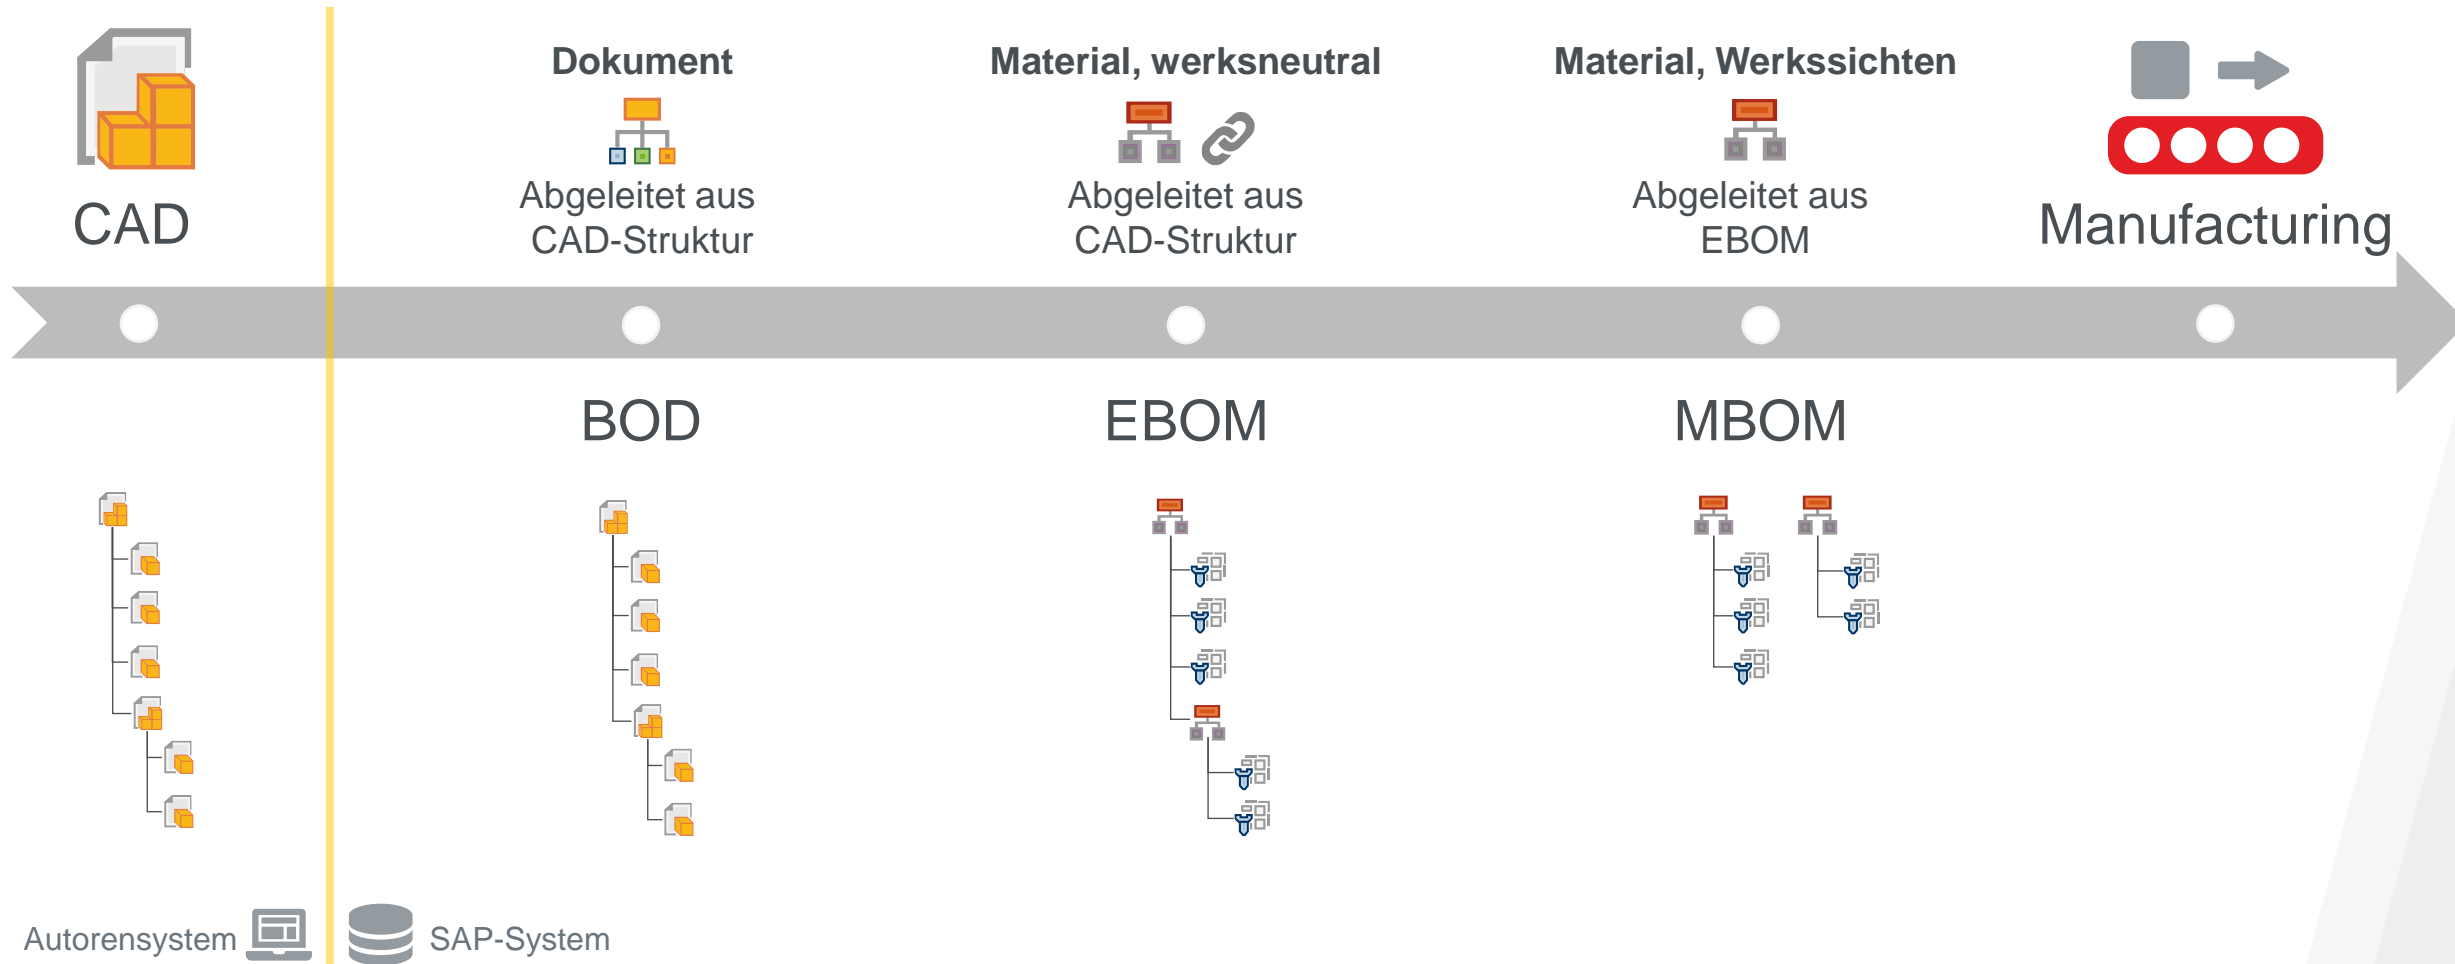 CAD
Dokument
Abgeleitet aus
CAD-Struktur
Material, werksneutral
Abgeleitet aus
CAD-Struktur
Material, Werkssichten
Abgeleitet aus
EBOM
Manufacturing
BOD
EBOM
MBOM
Autorensystem
SAP-System